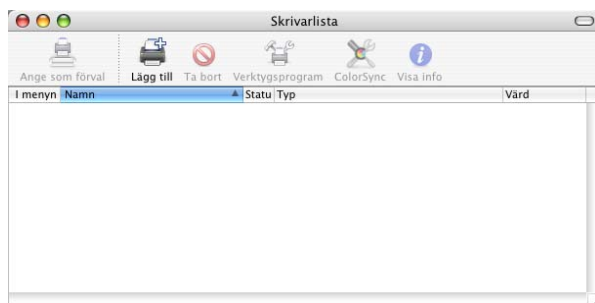 Skrivarlista
Ange som förval Lägg till Ta bort Verktygsprogram ColorSync Visa info
I menyn Namn Statu Typ Värd